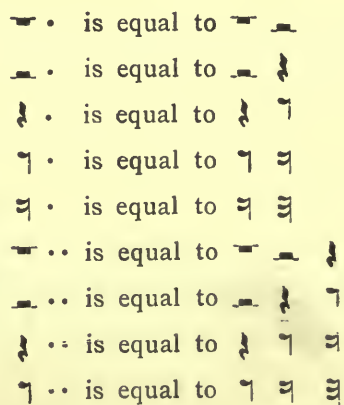 𝄻 · is equal to 𝄻 𝄼
𝄼 · is equal to 𝄼 𝄽
𝄽 · is equal to 𝄽 𝄾
𝄾 · is equal to 𝄾 𝄿
𝄿 · is equal to 𝄿 𝅀
𝄻 ·· is equal to 𝄻 𝄼 𝄽
𝄼 ·· is equal to 𝄼 𝄽 𝄾
𝄽 ·· is equal to 𝄽 𝄾 𝄿
𝄾 ·· is equal to 𝄾 𝄿 𝅀